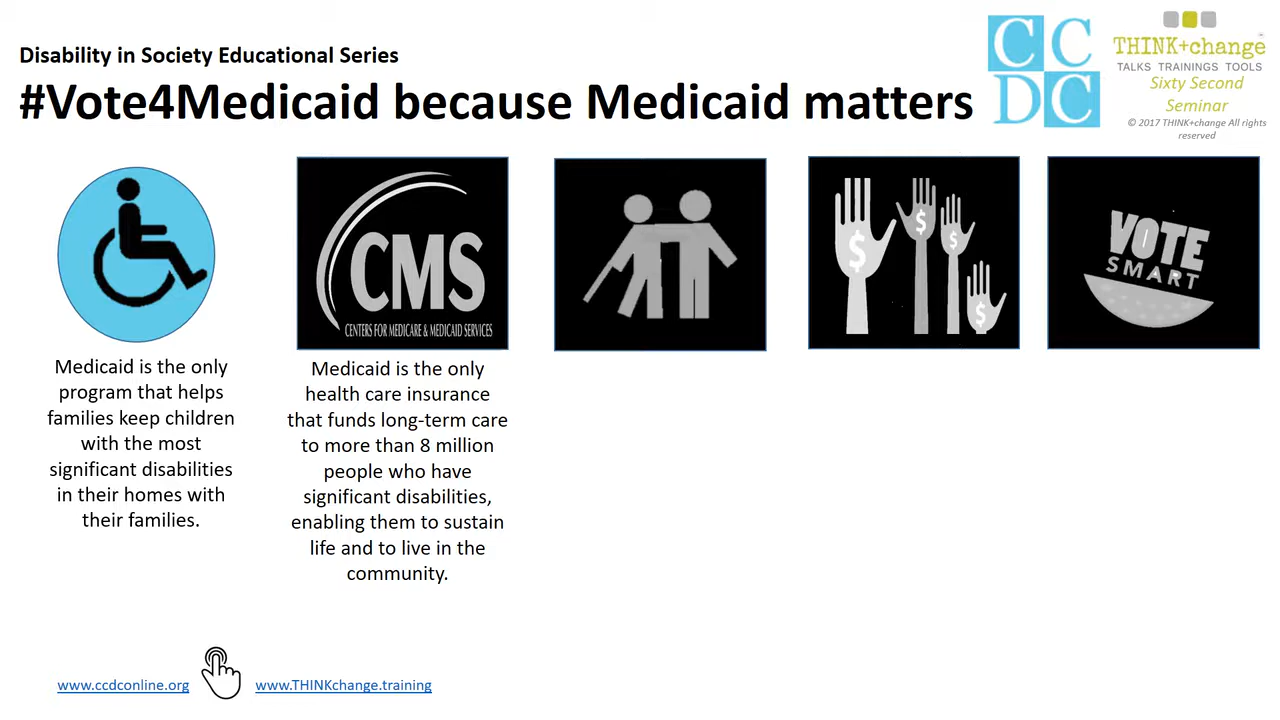 Disability in Society Educational Series
#Vote4Medicaid because Medicaid matters
C C
D C
THINK+change
TALKS TRAININGS TOOLS
Sixty Second
Seminar
© 2017 THINK+change All rights
reserved
CMS
CENTERS FOR MEDICARE & MEDICAID SERVICES
$ $ $ $
VOTE
SMART
Medicaid is the only
program that helps
families keep children
with the most
significant disabilities
in their homes with
their families.
Medicaid is the only
health care insurance
that funds long-term care
to more than 8 million
people who have
significant disabilities,
enabling them to sustain
life and to live in the
community.
www.ccdconline.org
www.THINKchange.training